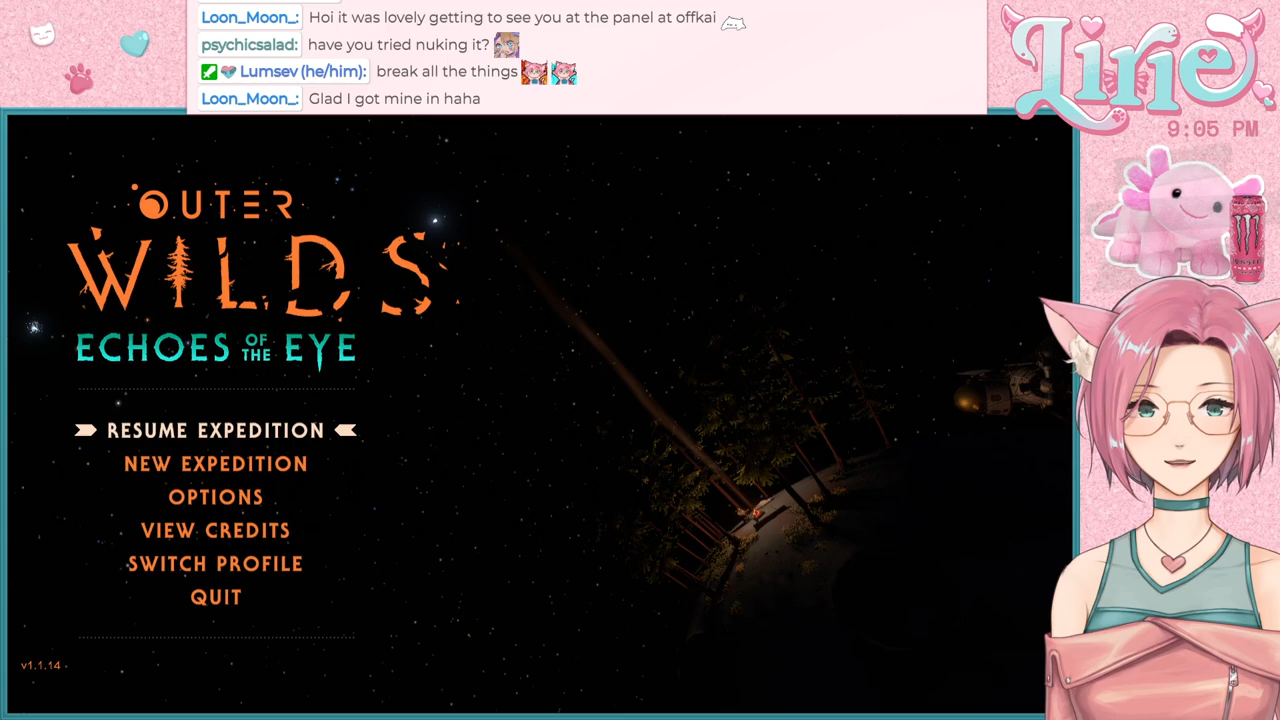 Loon_Moon_: Hoi it was lovely getting to see you at the panel at offkai
psychicsalad: have you tried nuking it?
Lumsev (he/him): break all the things
Loon_Moon_: Glad I got mine in haha
Lirie
9:05 PM
OUTER
WILDS
ECHOES OF THE EYE
RESUME EXPEDITION
NEW EXPEDITION
OPTIONS
VIEW CREDITS
SWITCH PROFILE
QUIT
v1.1.14